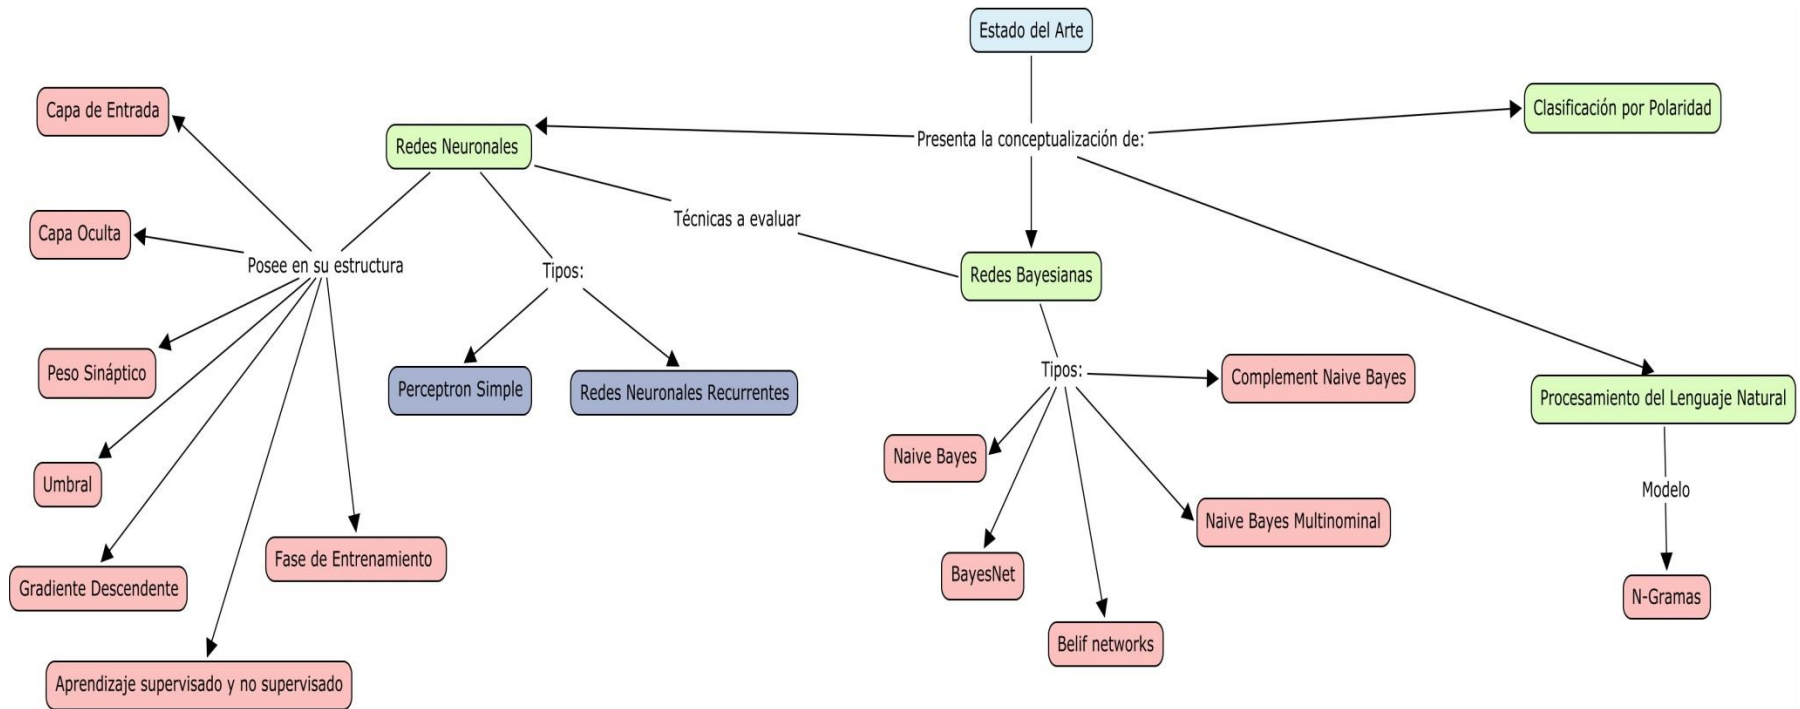 Estado del Arte
Capa de Entrada
Clasificación por Polaridad
Redes Neuronales
Presenta la conceptualización de:
Técnicas a evaluar
Capa Oculta
Posee en su estructura
Tipos:
Redes Bayesianas
Peso Sináptico
Perceptron Simple
Redes Neuronales Recurrentes
Tipos:
Complement Naive Bayes
Procesamiento del Lenguaje Natural
Naive Bayes
Umbral
Modelo
Naive Bayes Multinominal
Fase de Entrenamiento
Gradiente Descendente
BayesNet
N-Gramas
Belif networks
Aprendizaje supervisado y no supervisado